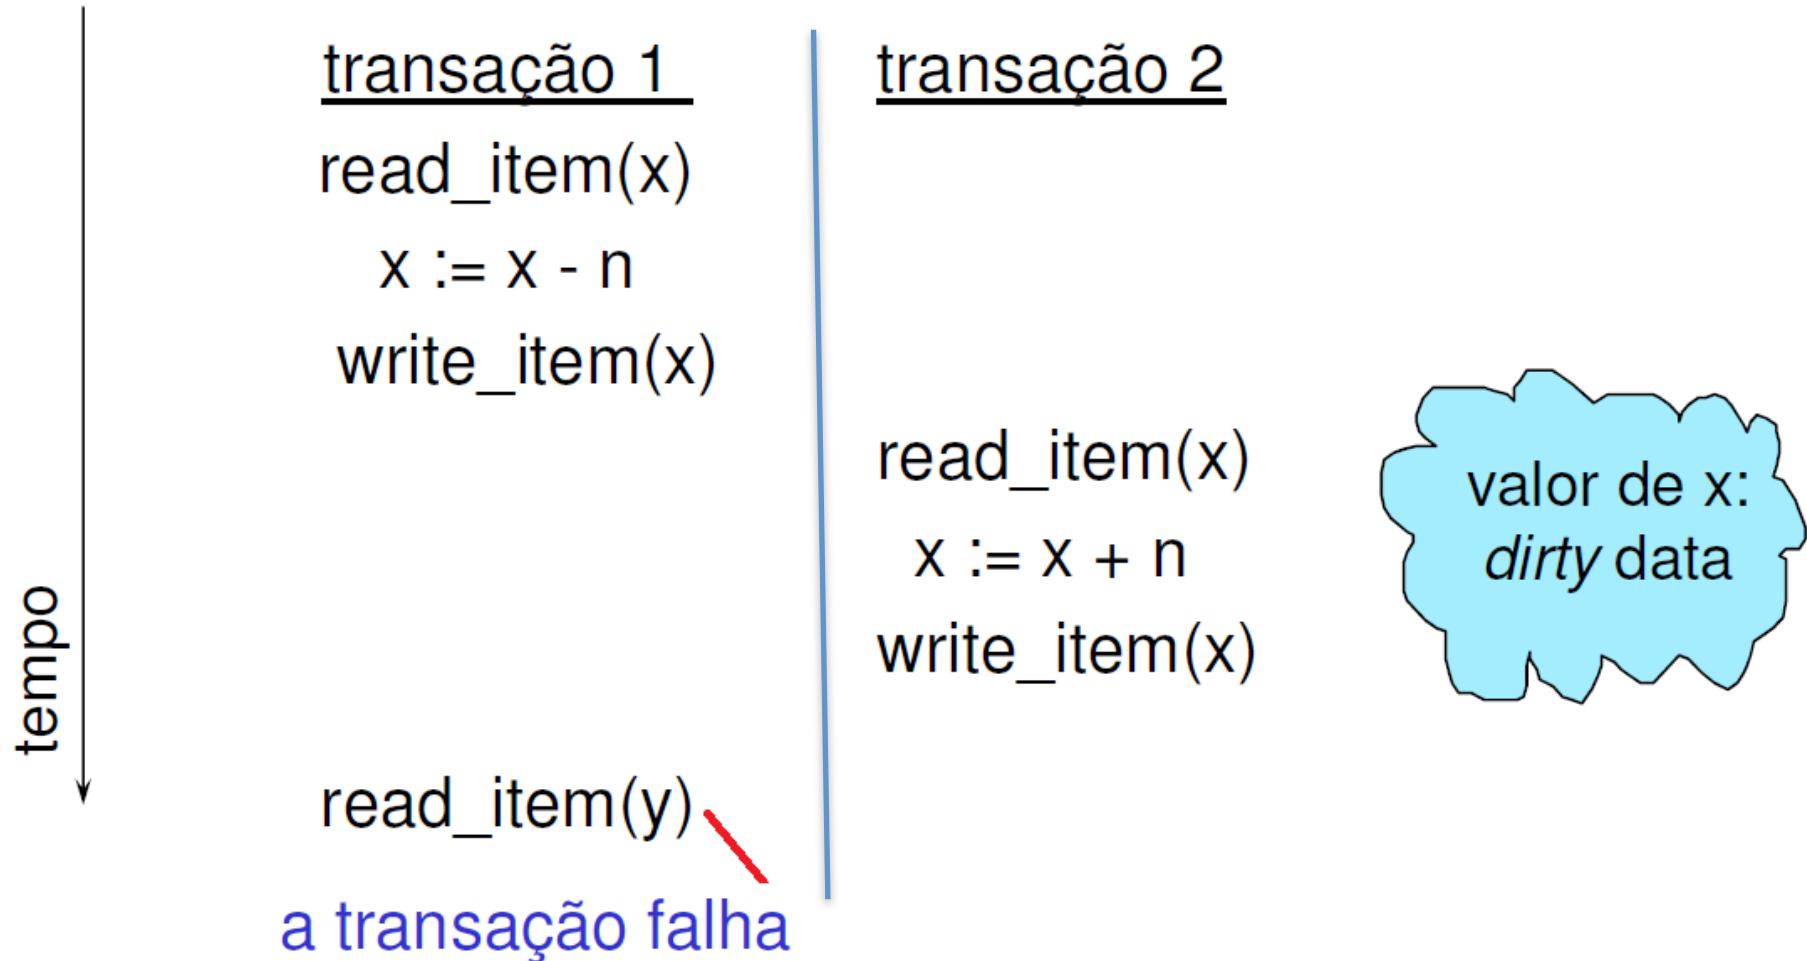 transação 1
transação 2
read_item(x)
x := x - n
write_item(x)
read_item(x)
x := x + n
write_item(x)
valor de x:
dirty data
tempo
read_item(y)
a transação falha